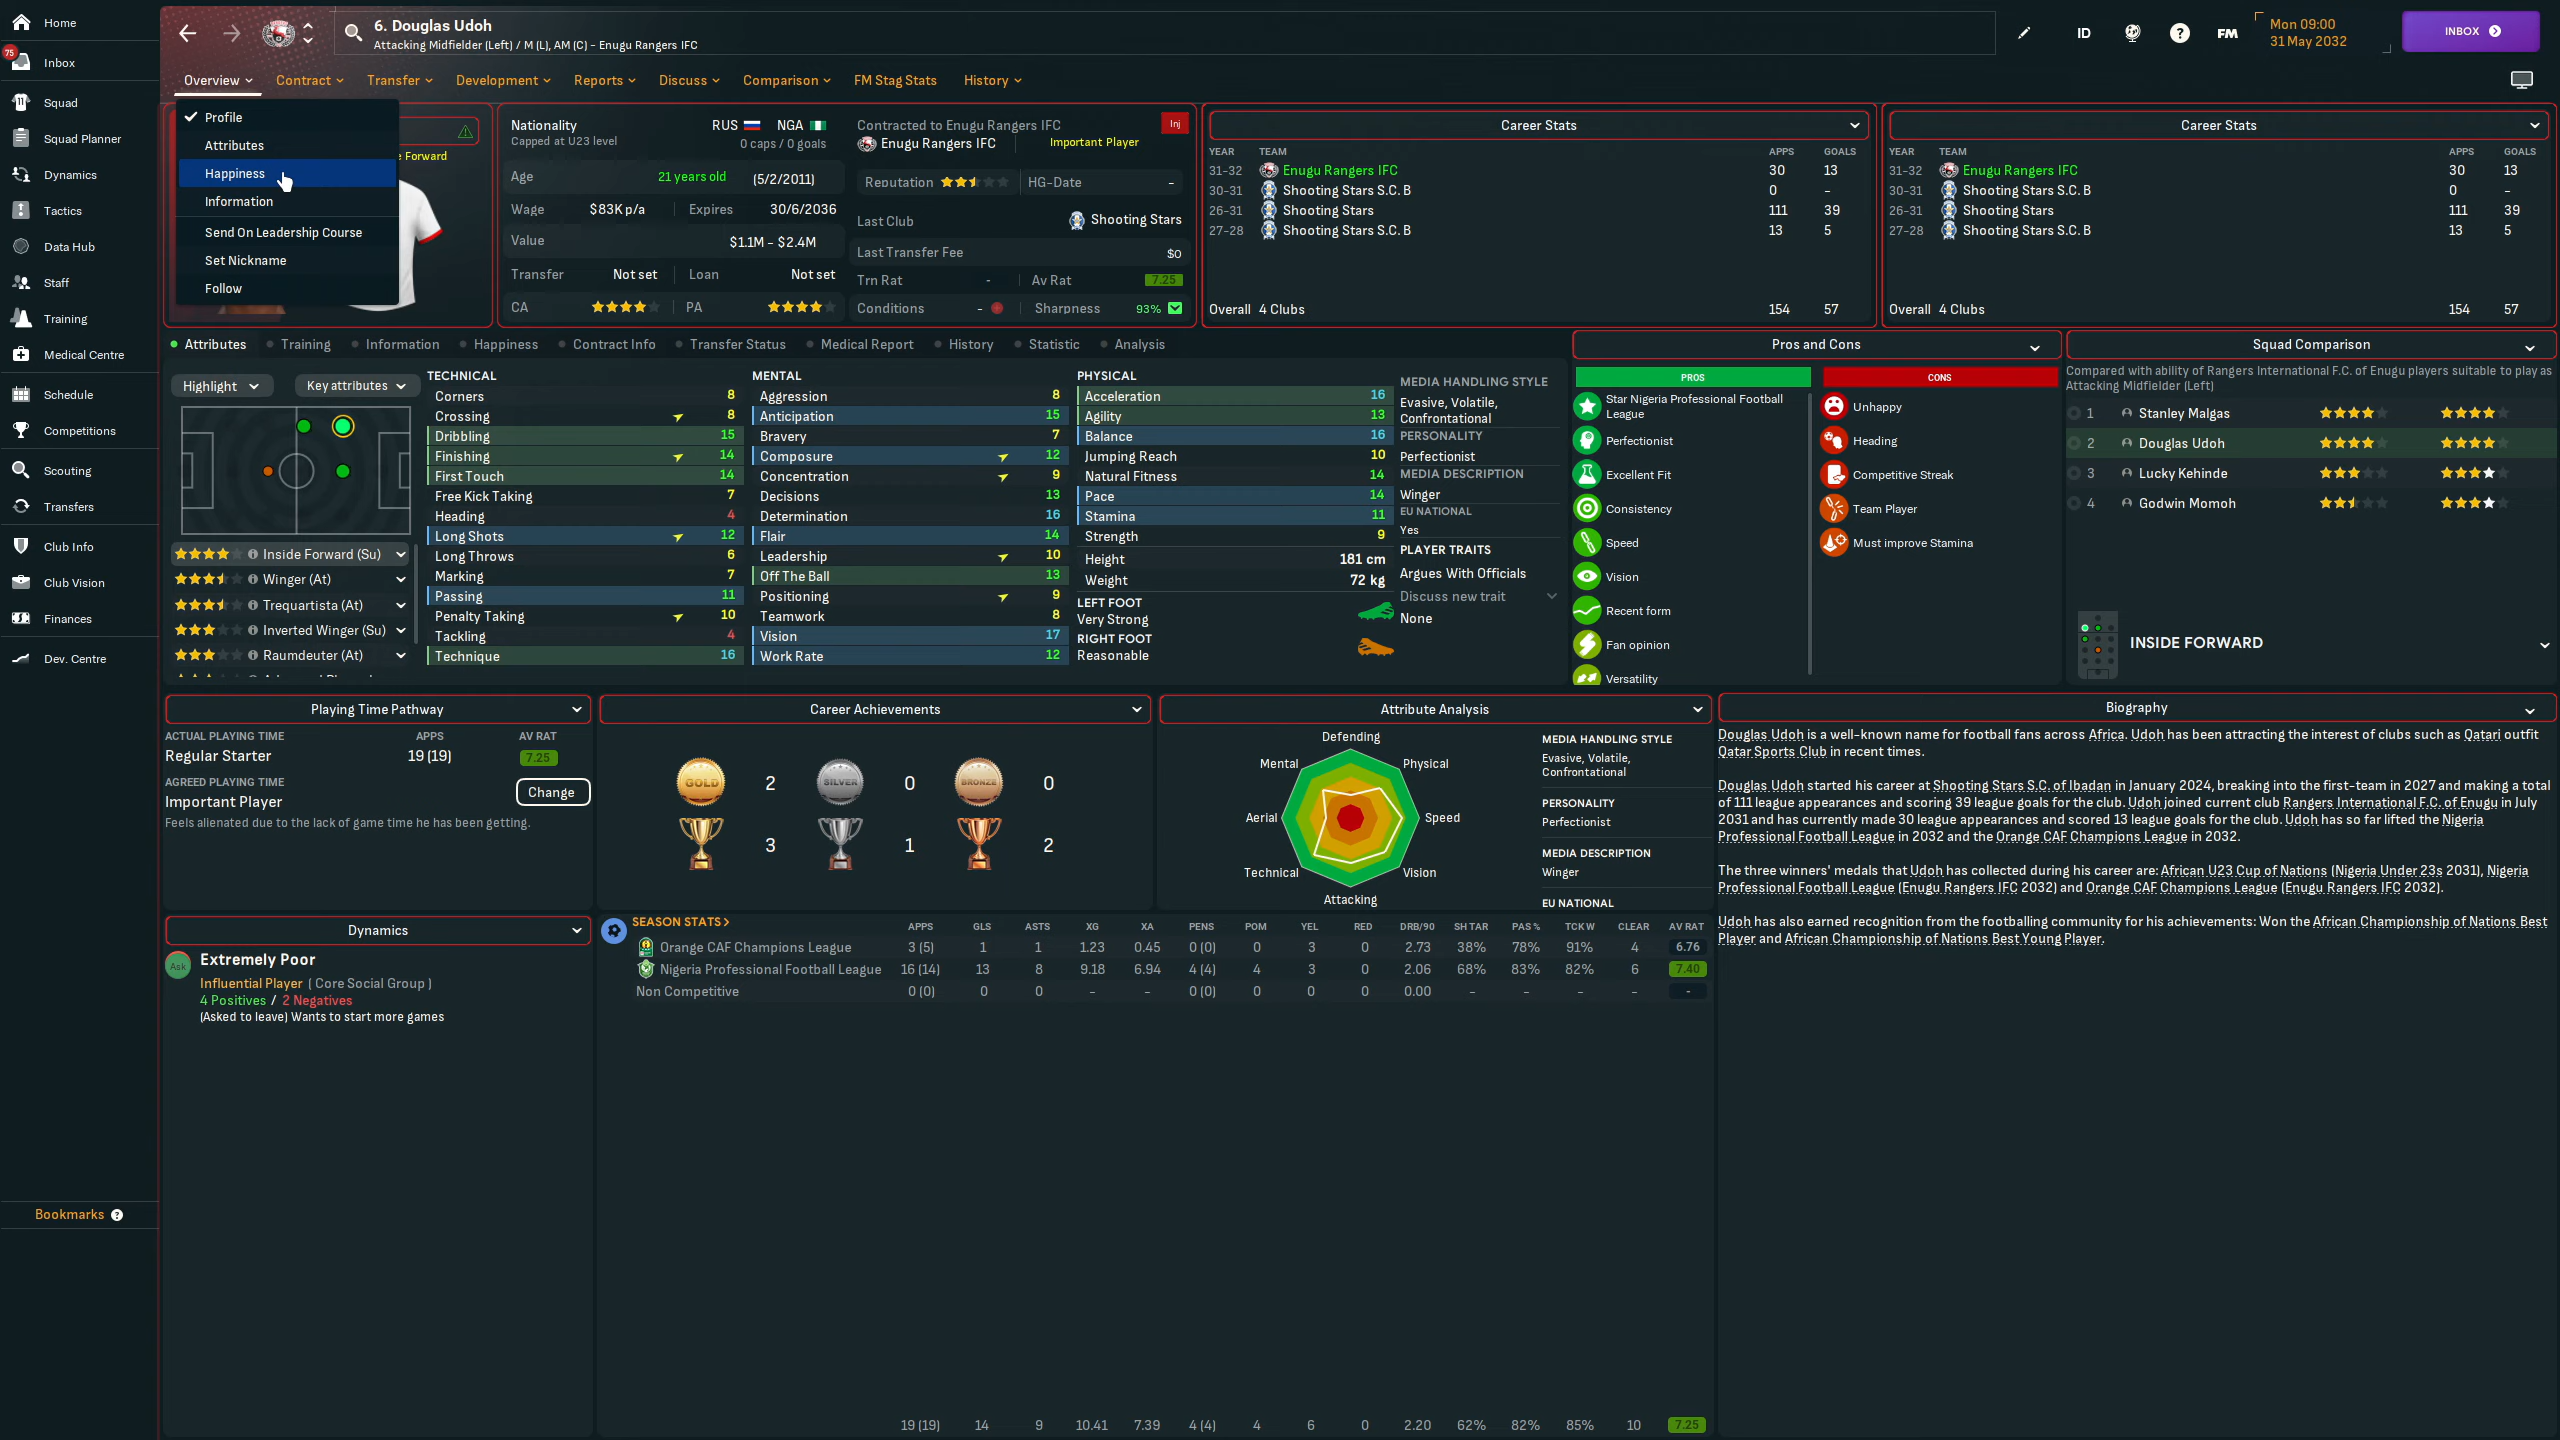 Home
75
Inbox
11
Squad
Squad Planner
Dynamics
Tactics
Data Hub
Staff
Training
Medical Centre
Schedule
Competitions
Scouting
Transfers
Club Info
Club Vision
Finances
Dev. Centre
Bookmarks ?
6. Douglas Udoh
Attacking Midfielder (Left) / M (L), AM (C) - Enugu Rangers IFC
ID
?
FM
Mon 09:00
31 May 2032
INBOX
Overview Contract Transfer Development Reports Discuss Comparison FM Stag Stats History
Profile
Attributes
Happiness
Information
Send On Leadership Course
Set Nickname
Follow
e Forward
Nationality RUS NGA
Capped at U23 level 0 caps / 0 goals
Age 21 years old (5/2/2011)
Wage $83K p/a Expires 30/6/2036
Value $1.1M - $2.4M
Transfer Not set Loan Not set
CA PA
Contracted to Enugu Rangers IFC Inj
Enugu Rangers IFC Important Player
Reputation HG-Date -
Last Club Shooting Stars
Last Transfer Fee $0
Trn Rat - Av Rat 7.25
Conditions - Sharpness 93%
Career Stats
YEAR TEAM APPS GOALS
31-32 Enugu Rangers IFC 30 13
30-31 Shooting Stars S.C. B 0 -
26-31 Shooting Stars 111 39
27-28 Shooting Stars S.C. B 13 5
Overall 4 Clubs 154 57
Career Stats
YEAR TEAM APPS GOALS
31-32 Enugu Rangers IFC 30 13
30-31 Shooting Stars S.C. B 0 -
26-31 Shooting Stars 111 39
27-28 Shooting Stars S.C. B 13 5
Overall 4 Clubs 154 57
Attributes Training Information Happiness Contract Info Transfer Status Medical Report History Statistic Analysis
Highlight Key attributes
Inside Forward (Su)
Winger (At)
Trequartista (At)
Inverted Winger (Su)
Raumdeuter (At)
TECHNICAL
Corners 8
Crossing 8
Dribbling 15
Finishing 14
First Touch 14
Free Kick Taking 7
Heading 4
Long Shots 12
Long Throws 6
Marking 7
Passing 11
Penalty Taking 10
Tackling 4
Technique 16
MENTAL
Aggression 8
Anticipation 15
Bravery 7
Composure 12
Concentration 9
Decisions 13
Determination 16
Flair 14
Leadership 10
Off The Ball 13
Positioning 9
Teamwork 8
Vision 17
Work Rate 12
PHYSICAL
Acceleration 16
Agility 13
Balance 16
Jumping Reach 10
Natural Fitness 14
Pace 14
Stamina 11
Strength 9
Height 181 cm
Weight 72 kg
LEFT FOOT
Very Strong
RIGHT FOOT
Reasonable
MEDIA HANDLING STYLE
Evasive, Volatile,
Confrontational
PERSONALITY
Perfectionist
MEDIA DESCRIPTION
Winger
EU NATIONAL
Yes
PLAYER TRAITS
Argues With Officials
Discuss new trait
None
Pros and Cons
PROS
Star Nigeria Professional Football
League
Perfectionist
Excellent Fit
Consistency
Speed
Vision
Recent form
Fan opinion
Versatility
CONS
Unhappy
Heading
Competitive Streak
Team Player
Must improve Stamina
Squad Comparison
Compared with ability of Rangers International F.C. of Enugu players suitable to play as
Attacking Midfielder (Left)
1 Stanley Malgas
2 Douglas Udoh
3 Lucky Kehinde
4 Godwin Momoh
INSIDE FORWARD
Playing Time Pathway
ACTUAL PLAYING TIME APPS AV RAT
Regular Starter 19 (19) 7.25
AGREED PLAYING TIME
Important Player Change
Feels alienated due to the lack of game time he has been getting.
Career Achievements
GOLD 2 SILVER 0 BRONZE 0
3 1 2
Attribute Analysis
Defending
Mental Physical
Aerial Speed
Technical Vision
Attacking
MEDIA HANDLING STYLE
Evasive, Volatile,
Confrontational
PERSONALITY
Perfectionist
MEDIA DESCRIPTION
Winger
EU NATIONAL
Biography
Douglas Udoh is a well-known name for football fans across Africa. Udoh has been attracting the interest of clubs such as Qatari outfit
Qatar Sports Club in recent times.
Douglas Udoh started his career at Shooting Stars S.C. of Ibadan in January 2024, breaking into the first-team in 2027 and making a total
of 111 league appearances and scoring 39 league goals for the club. Udoh joined current club Rangers International F.C. of Enugu in July
2031 and has currently made 30 league appearances and scored 13 league goals for the club. Udoh has so far lifted the Nigeria
Professional Football League in 2032 and the Orange CAF Champions League in 2032.
The three winners' medals that Udoh has collected during his career are: African U23 Cup of Nations (Nigeria Under 23s 2031), Nigeria
Professional Football League (Enugu Rangers IFC 2032) and Orange CAF Champions League (Enugu Rangers IFC 2032).
Udoh has also earned recognition from the footballing community for his achievements: Won the African Championship of Nations Best
Player and African Championship of Nations Best Young Player.
Dynamics
Ask
Extremely Poor
Influential Player ( Core Social Group )
4 Positives / 2 Negatives
(Asked to leave) Wants to start more games
SEASON STATS> APPS GLS ASTS XG XA PENS POM YEL RED DRB/90 SH TAR PAS % TCK W CLEAR AV RAT
Orange CAF Champions League 3 (5) 1 1 1.23 0.45 0 (0) 0 3 0 2.73 38% 78% 91% 4 6.76
Nigeria Professional Football League 16 (14) 13 8 9.18 6.94 4 (4) 4 3 0 2.06 68% 83% 82% 6 7.40
Non Competitive 0 (0) 0 0 - - 0 (0) 0 0 0 0.00 - - - - -
19 (19) 14 9 10.41 7.39 4 (4) 4 6 0 2.20 62% 82% 85% 10 7.25